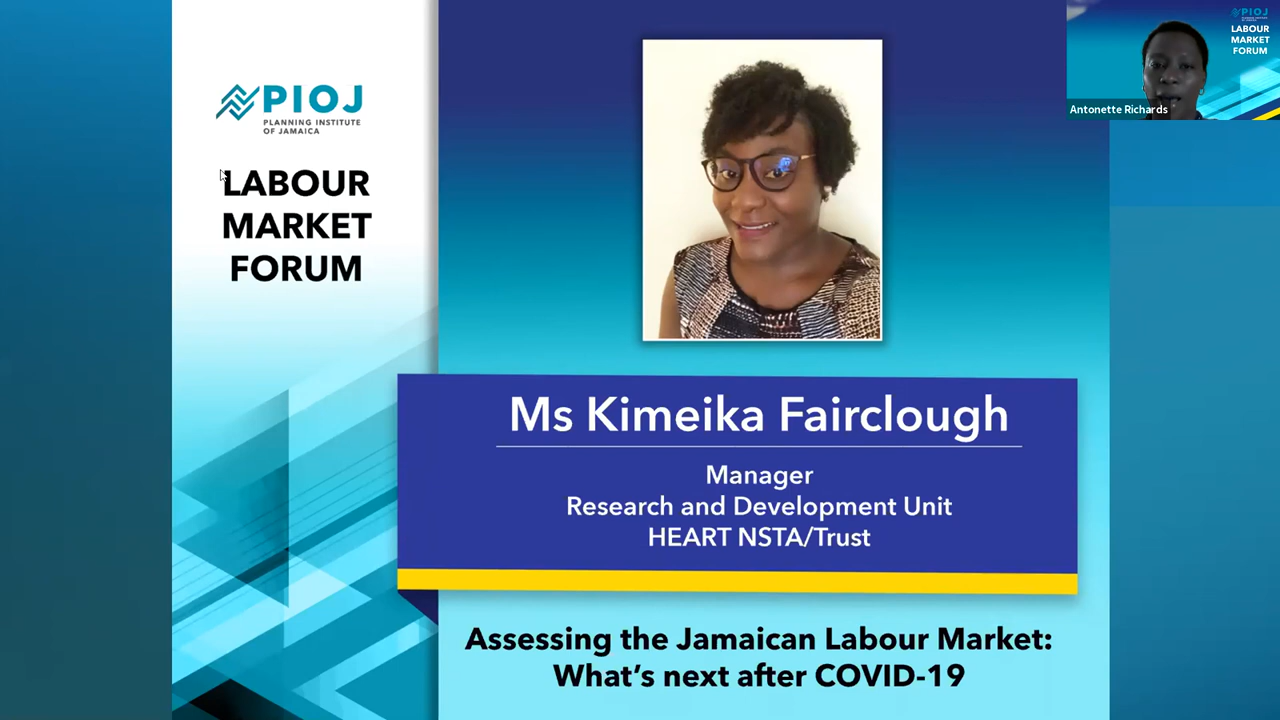 PIOJ
PLANNING INSTITUTE
OF JAMAICA
LABOUR
MARKET
FORUM
Ms Kimeika Fairclough
Manager
Research and Development Unit
HEART NSTA/Trust
Assessing the Jamaican Labour Market:
What's next after COVID-19
PIOJ
LABOUR
MARKET
FORUM
Antonette Richards